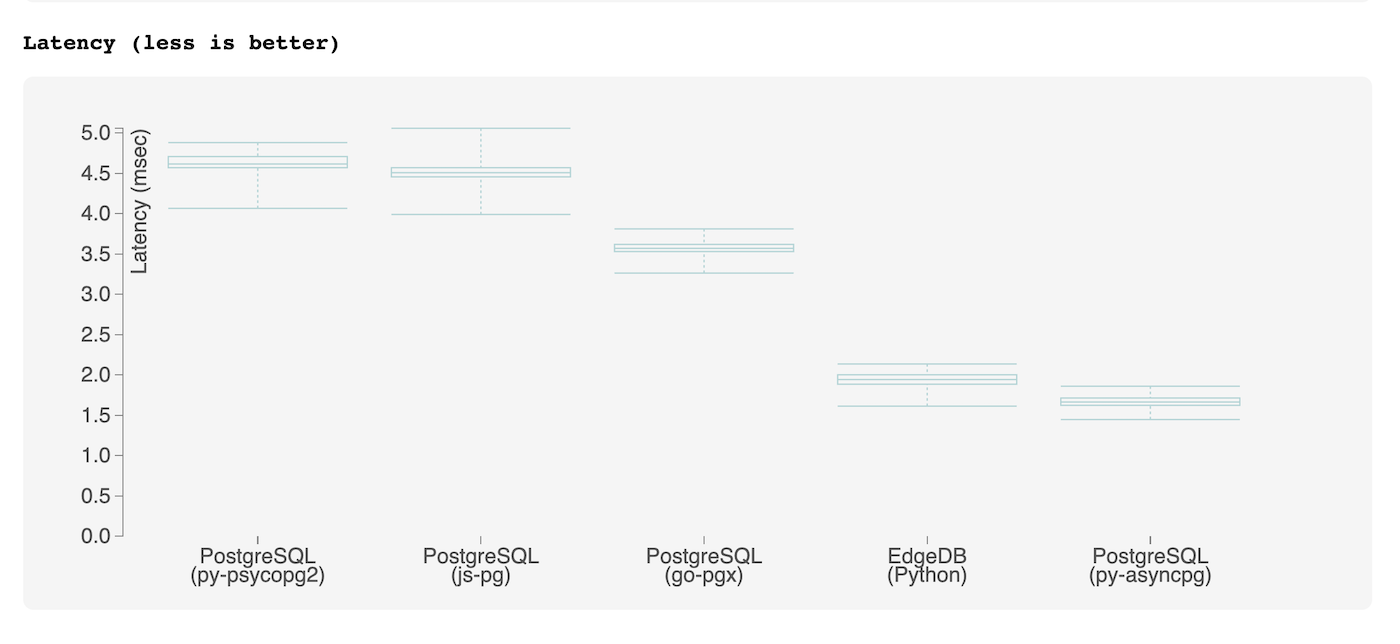 Latency (less is better)
Latency (msec)
5.0
4.5
4.0
3.5
3.0
2.5
2.0
1.5
1.0
0.5
0.0
PostgreSQL
(py-psycopg2)
PostgreSQL
(js-pg)
PostgreSQL
(go-pgx)
EdgeDB
(Python)
PostgreSQL
(py-asyncpg)